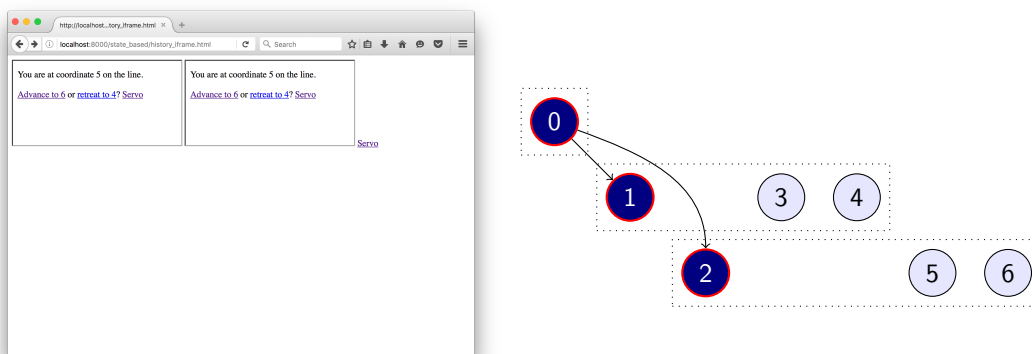 http://localhost...tory_iframe.html
localhost:8000/state_based/history_iframe.html
Search
You are at coordinate 5 on the line.
Advance to 6 or retreat to 4? Servo
You are at coordinate 5 on the line.
Advance to 6 or retreat to 4? Servo
Servo
0
1
3
4
2
5
6